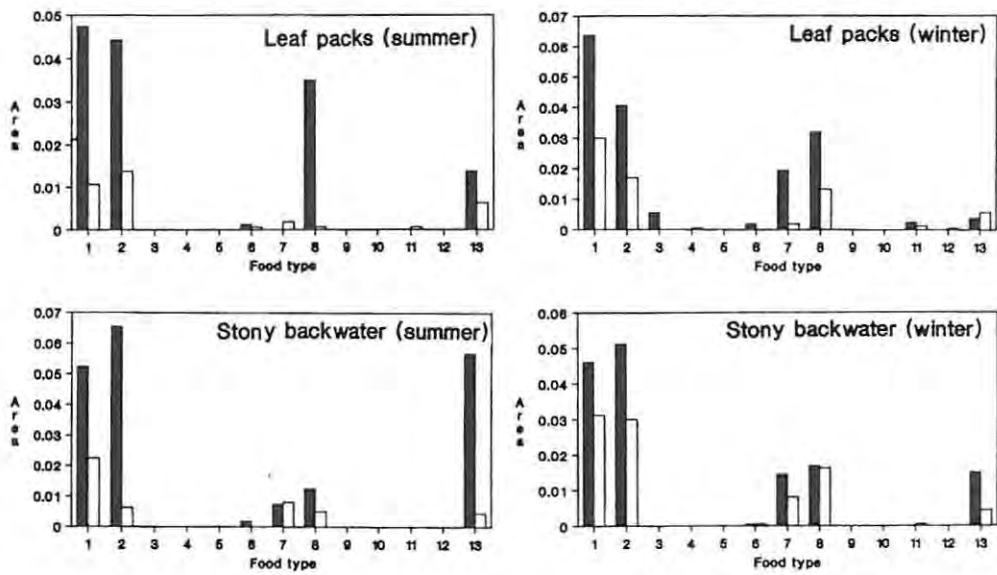 Leaf packs (summer)
0.05
0.04
0.03
0.02
0.01
0
Area
1 2 3 4 5 6 7 8 9 10 11 12 13
Food type
Leaf packs (winter)
0.07
0.06
0.05
0.04
0.03
0.02
0.01
0
Area
1 2 3 4 5 6 7 8 9 10 11 12 13
Food type
Stony backwater (summer)
0.07
0.06
0.05
0.04
0.03
0.02
0.01
0
Area
1 2 3 4 5 6 7 8 9 10 11 12 13
Food type
Stony backwater (winter)
0.06
0.05
0.04
0.03
0.02
0.01
0
Area
1 2 3 4 5 6 7 8 9 10 11 12 13
Food type